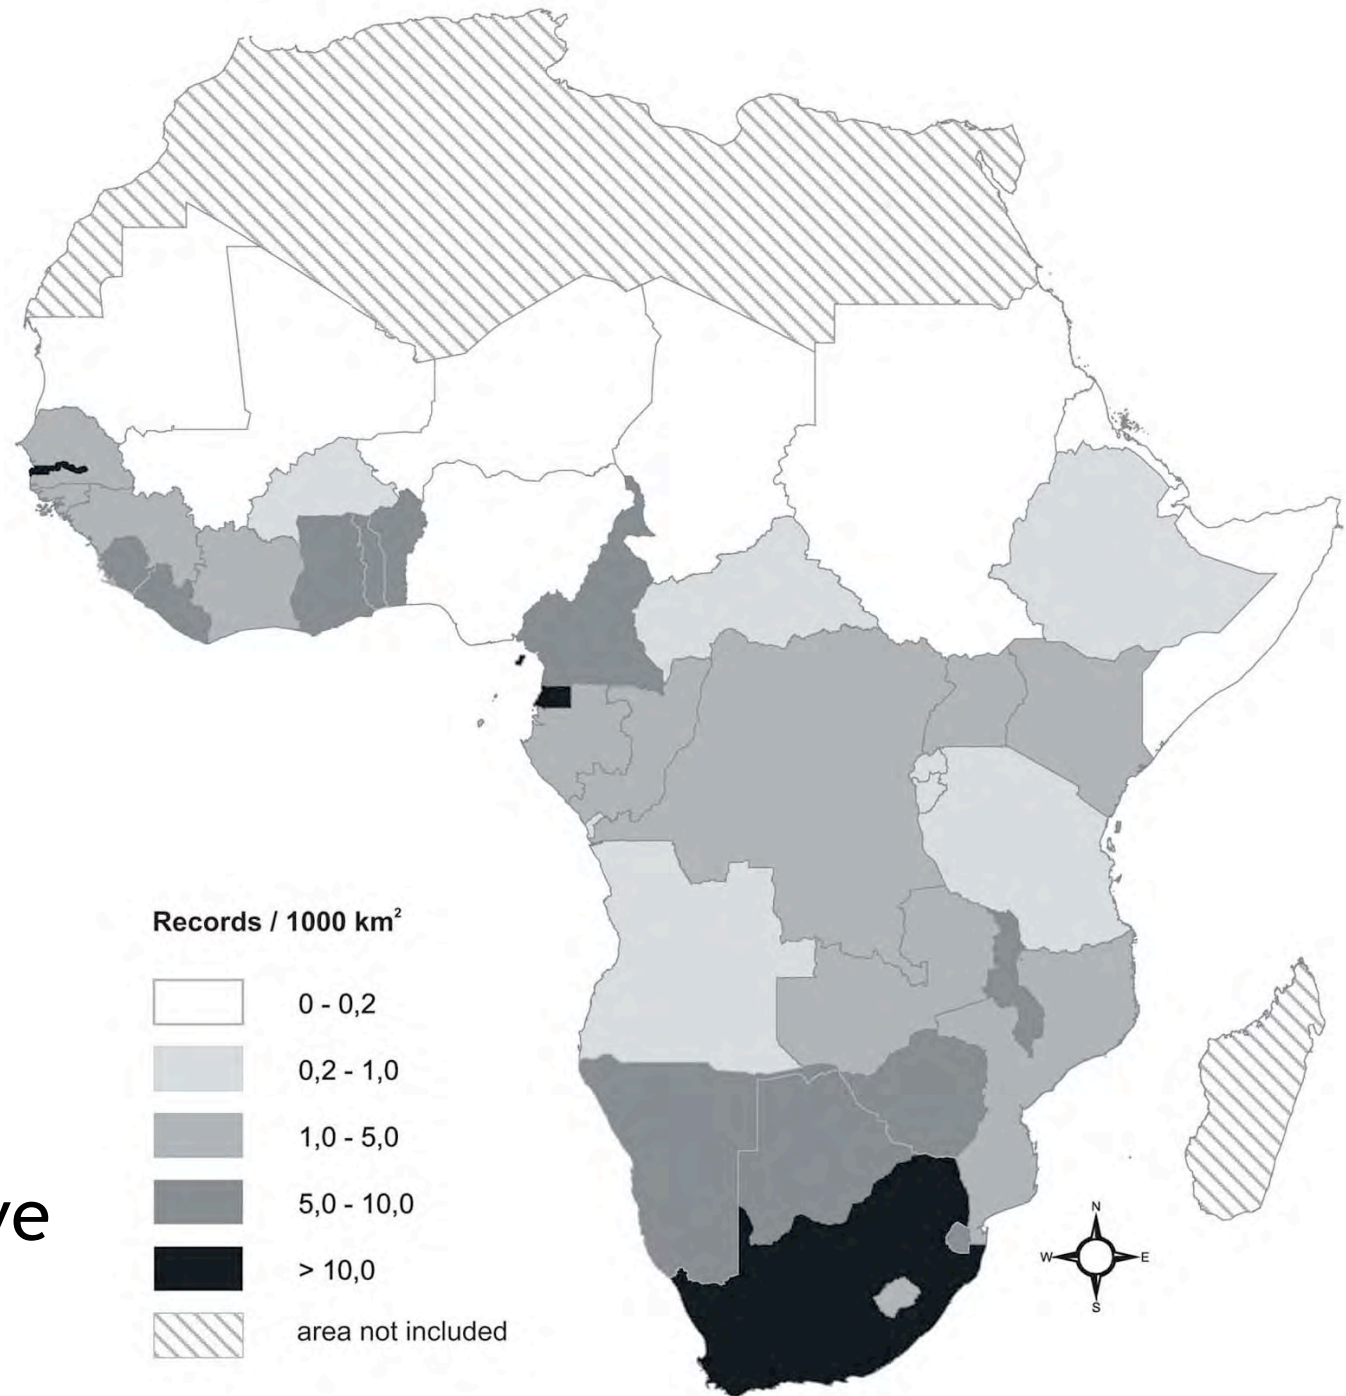 Records / 1000 km²
0 - 0,2
0,2 - 1,0
1,0 - 5,0
5,0 - 10,0
> 10,0
area not included
ve
N
W E
S